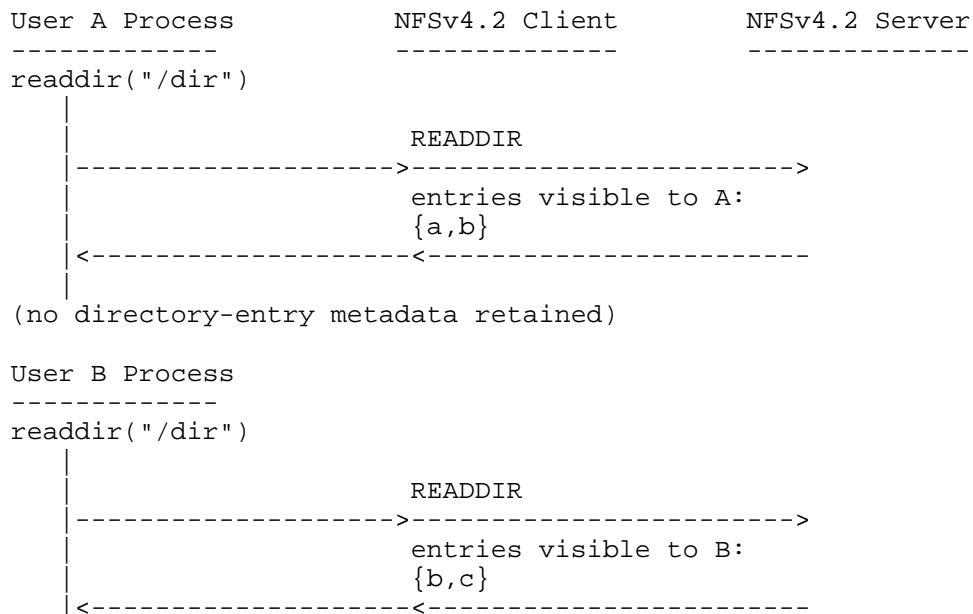 User A Process          NFSv4.2 Client        NFSv4.2 Server
-------------           --------------        --------------
readdir("/dir")
   |
   |                     READDIR
   |-------------------->------------------------>
   |                     entries visible to A:
   |                     {a,b}
   |<--------------------<-------------------------
   |
(no directory-entry metadata retained)

User B Process
-------------
readdir("/dir")
   |
   |                     READDIR
   |-------------------->------------------------>
   |                     entries visible to B:
   |                     {b,c}
   |<--------------------<-------------------------